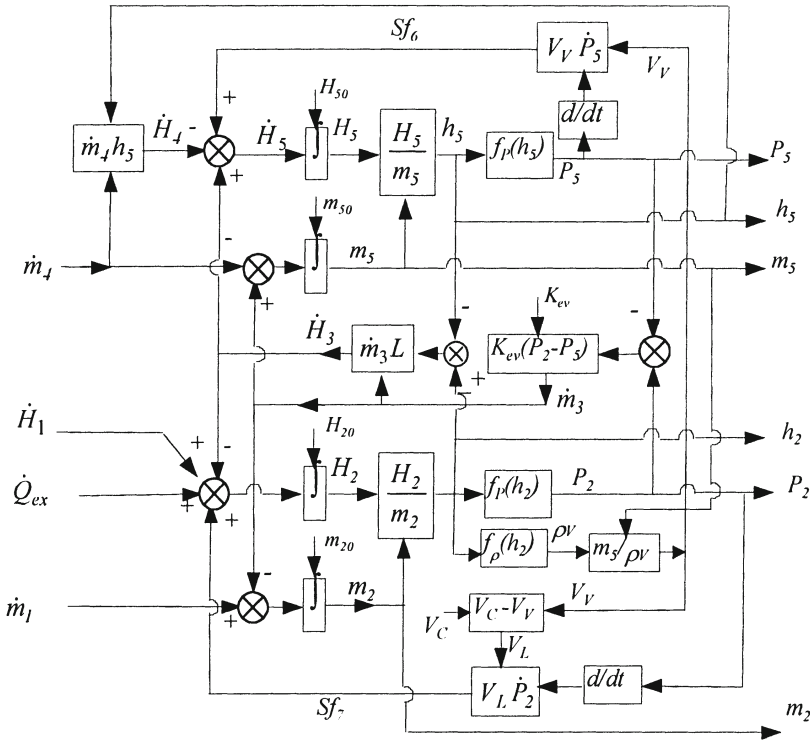 Sf₆
V_V Ṗ₅
V_V
H₅₀
d/dt
ṁ₄h₅
Ḣ₄
-
+
+
Ḣ₅
∫
H₅
H₅/m₅
h₅
f_P(h₅)
P₅
P₅
h₅
m₅₀
ṁ₄
-
+
∫
m₅
m₅
Ḣ₃
ṁ₃L
-
+
K_ev
K_ev(P₂-P₅)
-
ṁ₃
Ḣ₁
+
-
H₂₀
h₂
Q̇_ex
+
+
∫
H₂
H₂/m₂
f_P(h₂)
P₂
P₂
f_ρ(h₂)
ρv
m₅/ρv
m₂₀
ṁ₁
-
+
∫
m₂
V_C
V_C-V_V
V_V
V_L
Sf₇
V_L Ṗ₂
d/dt
m₂